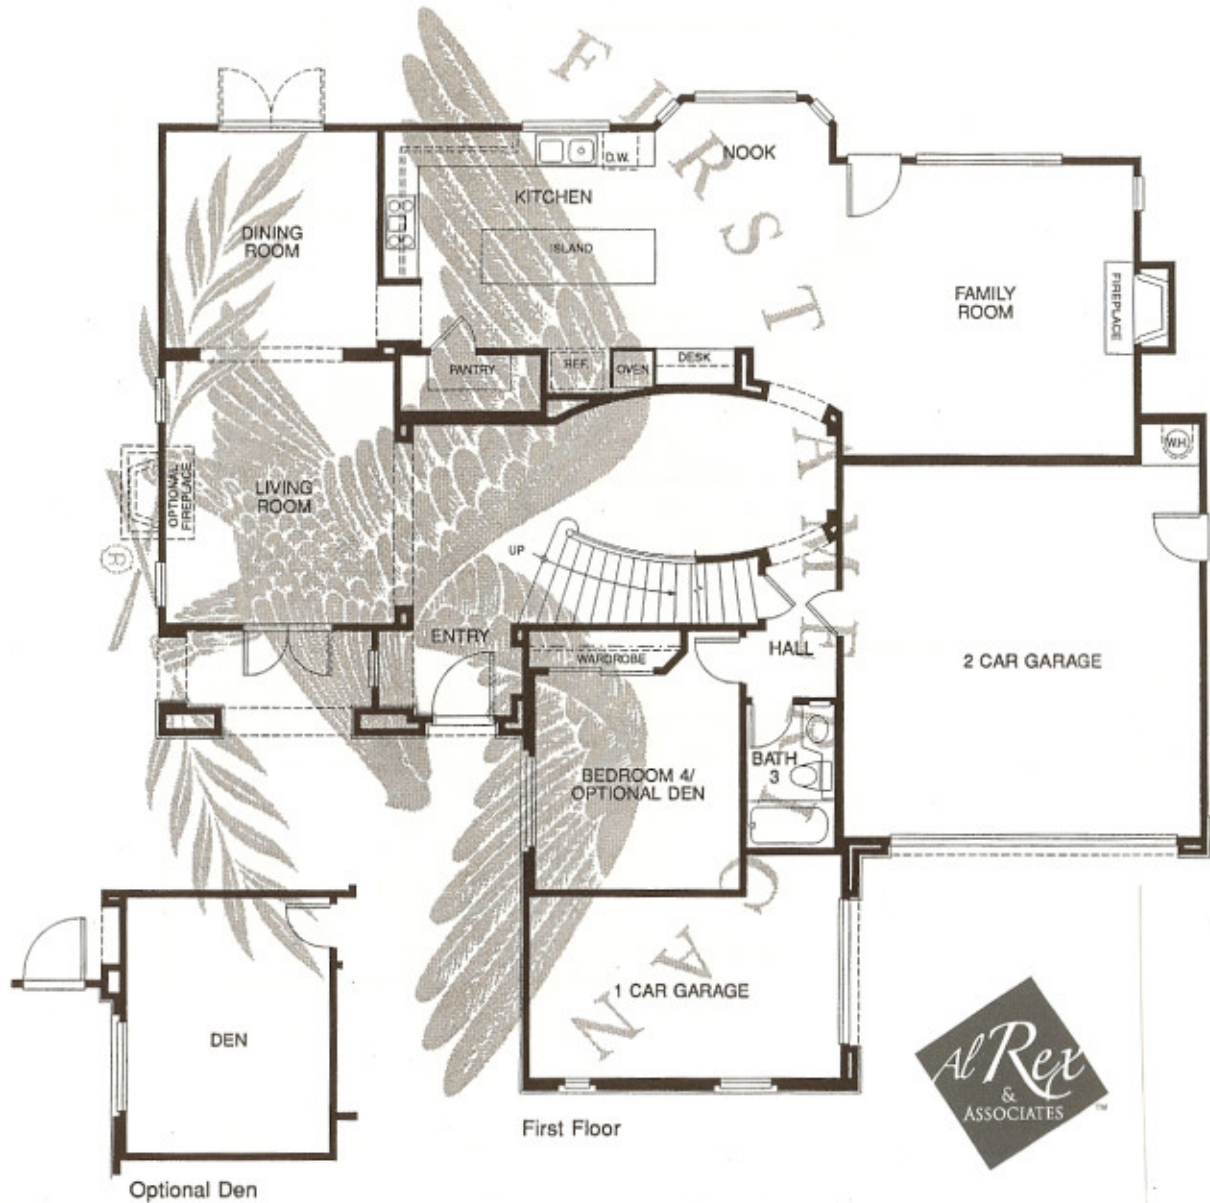 NOOK
D.W.
KITCHEN
DINING
ROOM
ISLAND
FAMILY
ROOM
FIREPLACE
PANTRY
REF.
OVEN
DESK
W.H.
LIVING
ROOM
OPTIONAL
FIREPLACE
R
UP
ENTRY
WARDROBE
HALL
2 CAR GARAGE
BEDROOM 4/
OPTIONAL DEN
BATH
3
1 CAR GARAGE
DEN
First Floor
Optional Den
FIRST AMERICAN
Al Rex
&
ASSOCIATES
TM